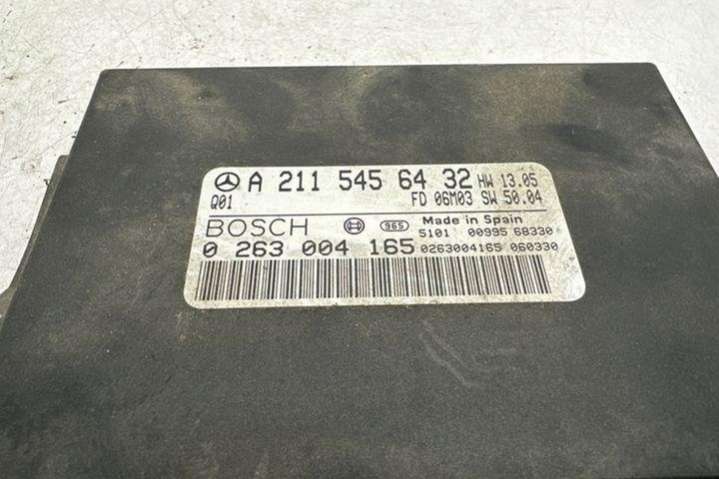 A 211 545 64 32 HW 13.05
Q01 FD 06M03 SW 50.04
BOSCH 965 Made in Spain
5101 00995 68330
0 263 004 165 0263004165 060330